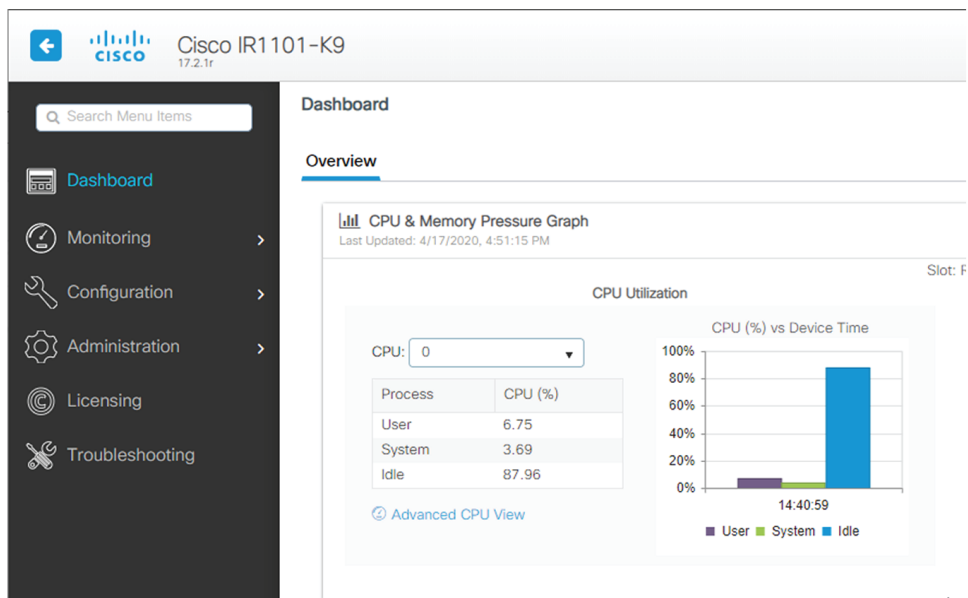 CISCO
Cisco IR1101-K9
17.2.1r
Search Menu Items
Dashboard
Monitoring
Configuration
Administration
Licensing
Troubleshooting
Dashboard
Overview
CPU & Memory Pressure Graph
Last Updated: 4/17/2020, 4:51:15 PM
Slot:
CPU Utilization
CPU: 0
Process CPU (%)
User 6.75
System 3.69
Idle 87.96
Advanced CPU View
CPU (%) vs Device Time
100%
80%
60%
40%
20%
0%
14:40:59
User System Idle